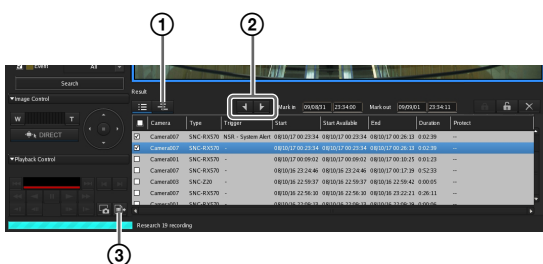 1
2
Event All
Search
Result
Image Control
W T
DIRECT
Playback Control
Mark in 09/08/31 23:34:00 Mark out 09/09/01 23:34:11
Camera Type Trigger Start Start Available End Duration Protect
Camera007 SNC-RX570 NSR - System Alert 08/10/17 00:23:34 08/10/17 00:23:34 08/10/17 00:26:13 0:02:39 --
Camera007 SNC-RX570 - 08/10/17 00:23:34 08/10/17 00:23:34 08/10/17 00:26:13 0:02:39 --
Camera001 SNC-RX570 - 08/10/17 00:09:02 08/10/17 00:09:02 08/10/17 00:10:25 0:01:23 --
Camera007 SNC-RX570 - 08/10/16 23:24:46 08/10/16 23:24:46 08/10/17 00:17:19 0:52:33 --
Camera003 SNC-Z20 - 08/10/16 22:59:37 08/10/16 22:59:37 08/10/16 22:59:42 0:00:05 --
Camera007 SNC-RX570 - 08/10/16 22:56:10 08/10/16 22:56:10 08/10/16 23:22:21 0:26:11 --
Research 19 recording
3